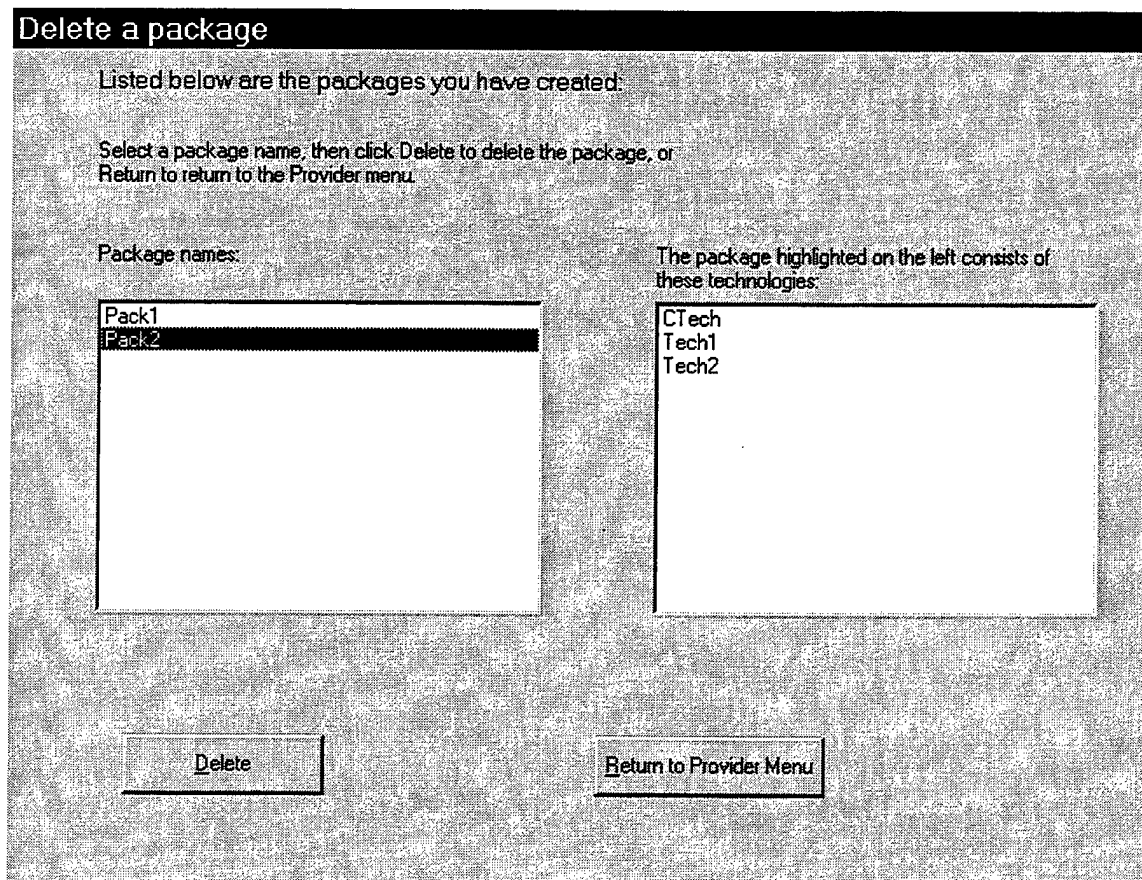 Delete a package
Listed below are the packages you have created:
Select a package name, then click Delete to delete the package, or
Return to return to the Provider menu.
Package names:
Pack1
Pack2
The package highlighted on the left consists of
these technologies:
CTech
Tech1
Tech2
Delete
Return to Provider Menu